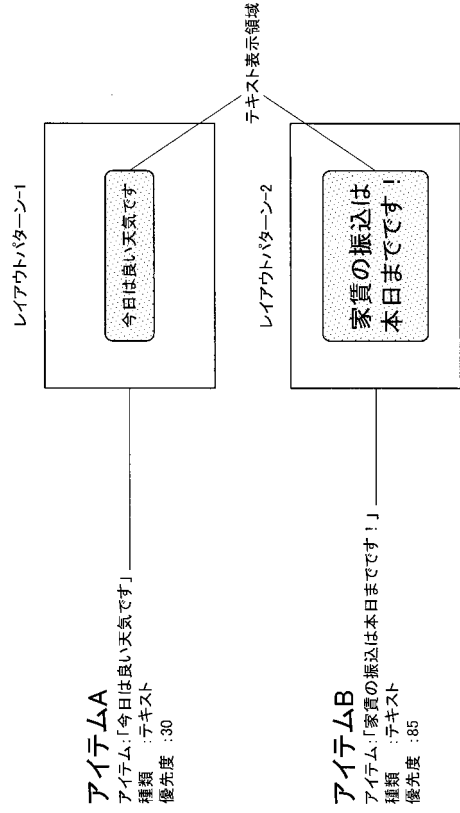 アイテムA
アイテム:「今日は良い天気です」
種類 :テキスト
優先度 :30
レイアウトパターン-1
今日は良い天気です
テキスト表示領域
アイテムB
アイテム:「家賃の振込は本日までです!」
種類 :テキスト
優先度 :85
レイアウトパターン-2
家賃の振込は
本日までです!